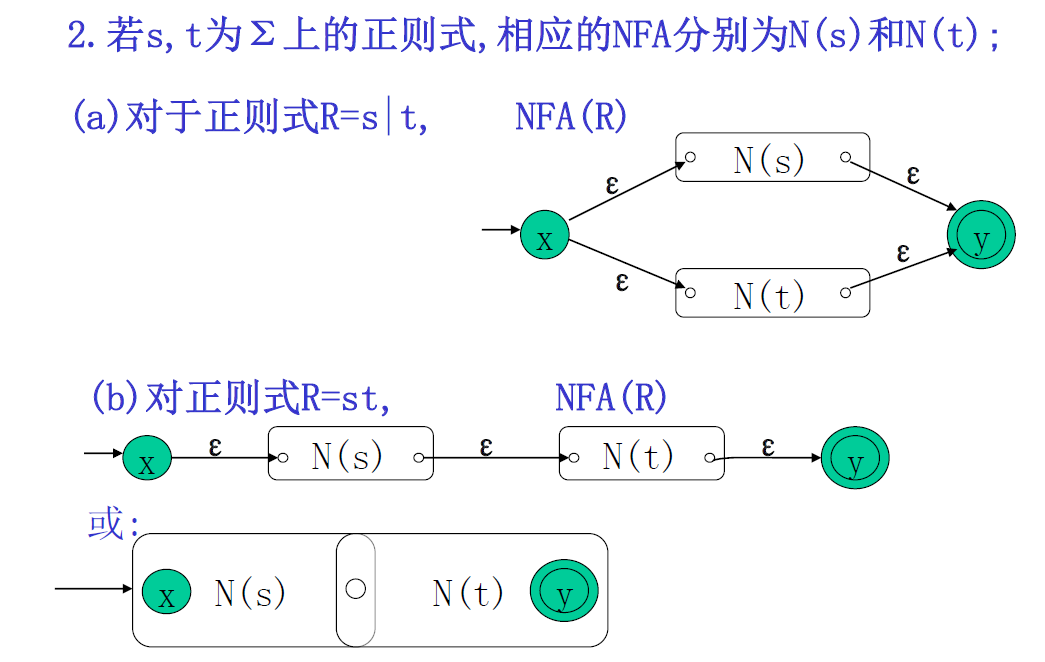 2.若s,t为Σ上的正则式,相应的NFA分别为N(s)和N(t);
(a)对于正则式R=s|t, NFA(R)
N(s)
ε ε
x y
ε ε
N(t)
(b)对正则式R=st, NFA(R)
x ε N(s) ε N(t) ε y
或:
x N(s) N(t) y